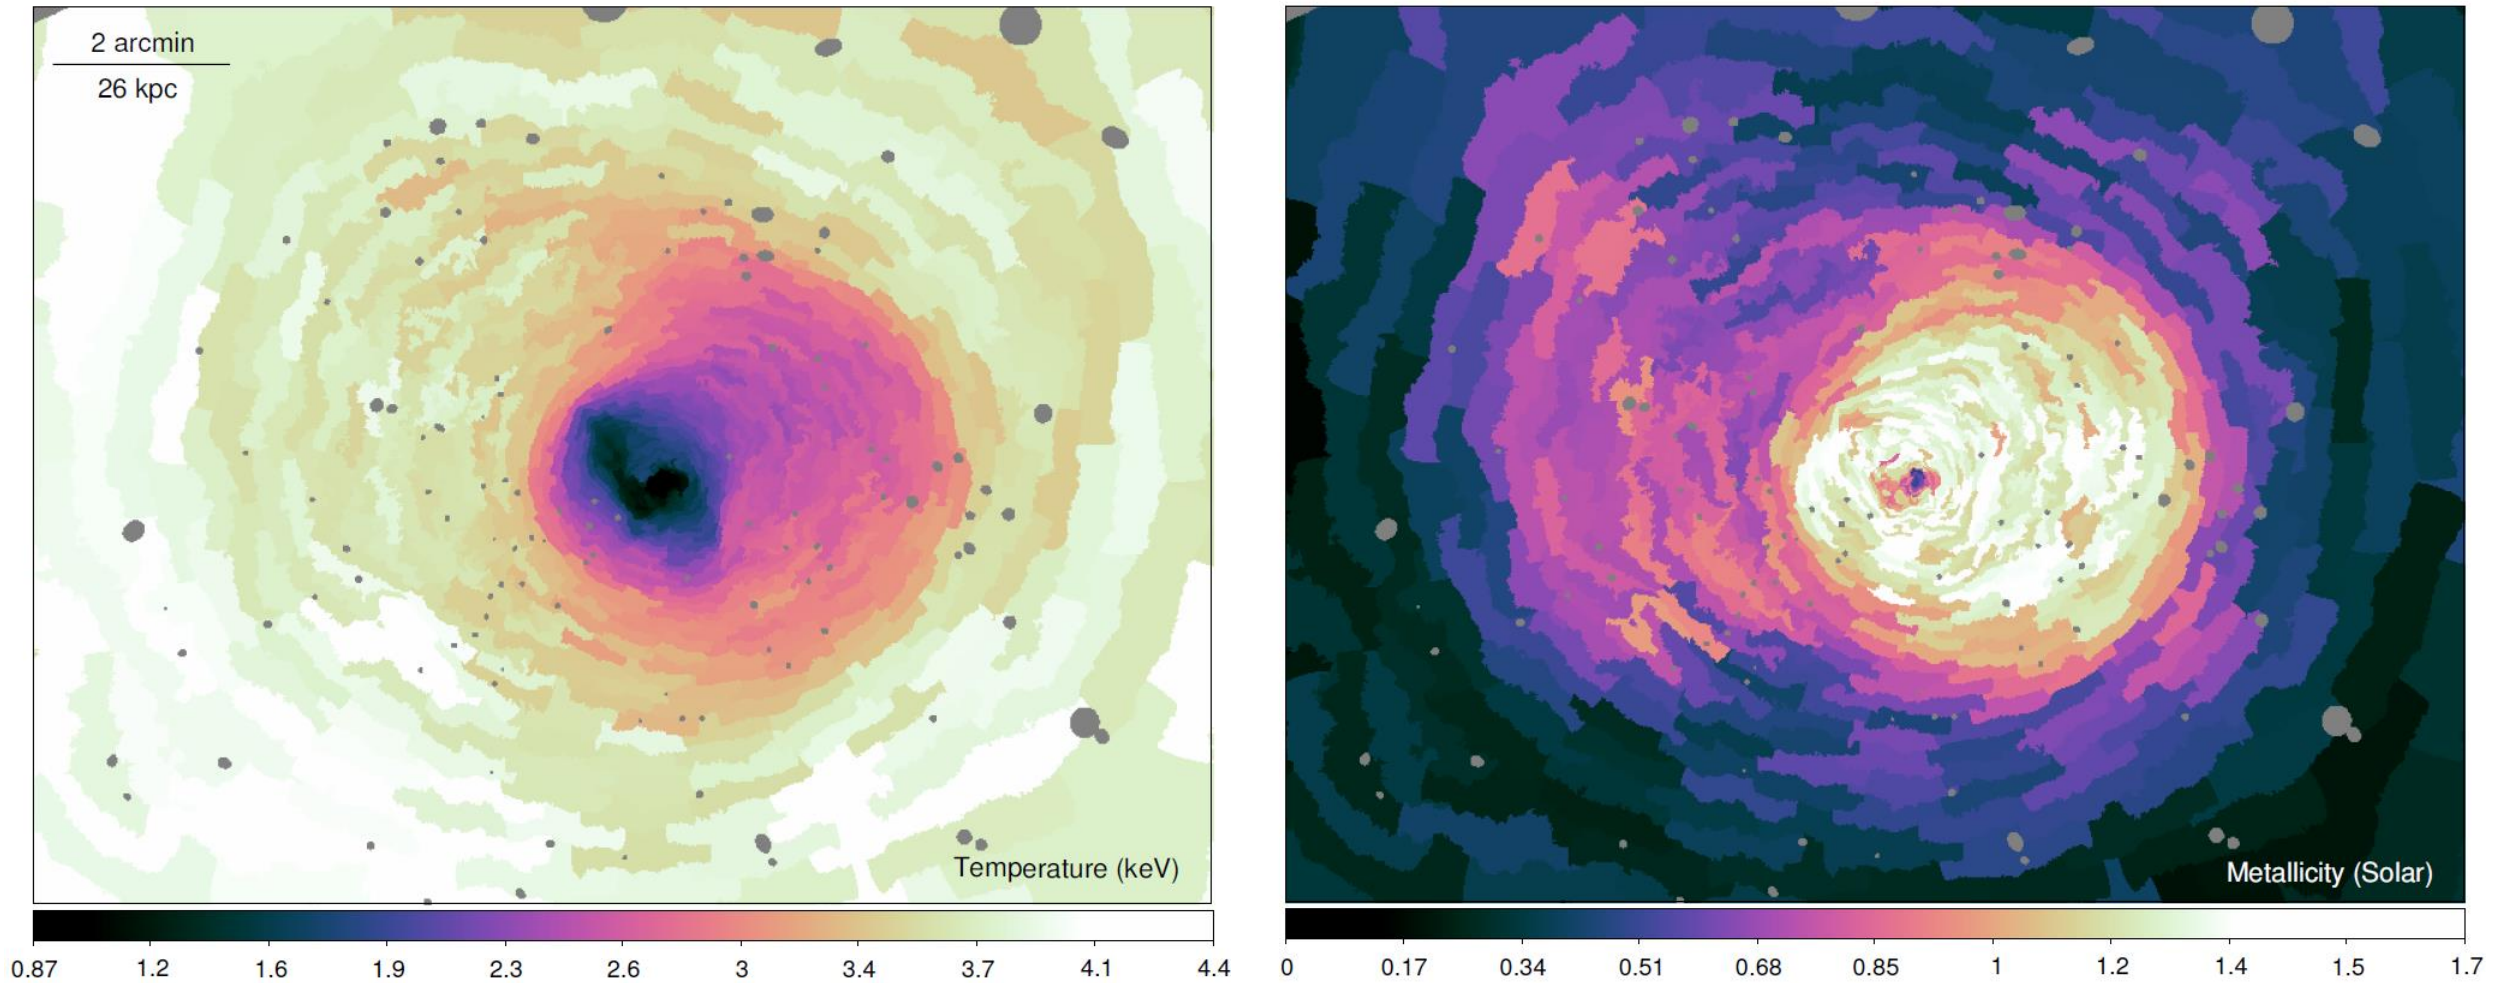 2 arcmin
26 kpc
Temperature (keV)
0.87 1.2 1.6 1.9 2.3 2.6 3 3.4 3.7 4.1 4.4
Metallicity (Solar)
0 0.17 0.34 0.51 0.68 0.85 1 1.2 1.4 1.5 1.7